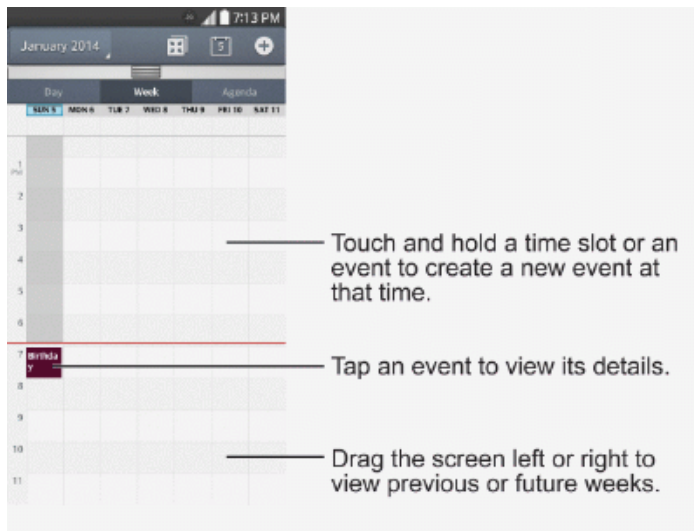 7:13 PM
January 2014
5
Day Week Agenda
SUN 5 MON 6 TUE 7 WED 8 THU 9 FRI 10 SAT 11
1
PM
2
3
Touch and hold a time slot or an
event to create a new event at
that time.
4
5
6
7 Birthda
y
Tap an event to view its details.
8
9
10
Drag the screen left or right to
view previous or future weeks.
11